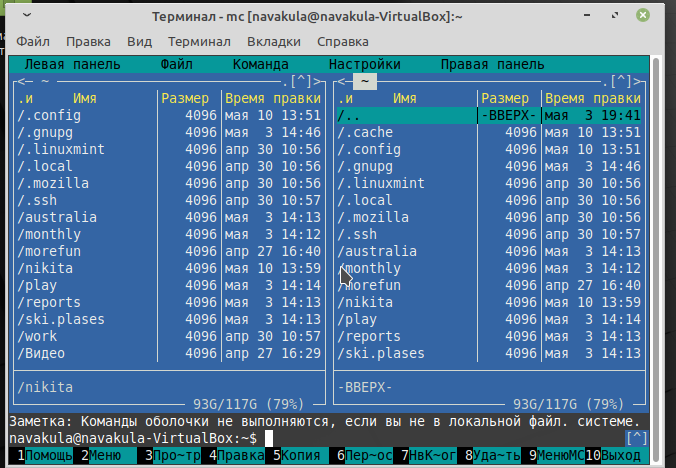 Терминал - mc [navakula@navakula-VirtualBox]:~
Файл Правка Вид Терминал Вкладки Справка
Левая панель Файл Команда Настройки Правая панель
<— ~ .[^]> <— ~ .[^]>
.и Имя Размер Время правки .и Имя Размер Время правки
/.config 4096 мая 10 13:51 /.. -ВВЕРХ- мая 3 19:41
/.gnupg 4096 мая 3 14:46 /.cache 4096 мая 10 13:51
/.linuxmint 4096 апр 30 10:56 /.config 4096 мая 10 13:51
/.local 4096 апр 30 10:56 /.gnupg 4096 мая 3 14:46
/.mozilla 4096 апр 30 10:56 /.linuxmint 4096 апр 30 10:56
/.ssh 4096 апр 30 10:57 /.local 4096 апр 30 10:56
/australia 4096 мая 3 14:13 /.mozilla 4096 апр 30 10:56
/monthly 4096 мая 3 14:12 /.ssh 4096 апр 30 10:57
/morefun 4096 апр 27 16:40 /australia 4096 мая 3 14:13
/nikita 4096 мая 10 13:59 /monthly 4096 мая 3 14:12
/play 4096 мая 3 14:14 /morefun 4096 апр 27 16:40
/reports 4096 мая 3 14:13 /nikita 4096 мая 10 13:59
/ski.plases 4096 мая 3 14:13 /play 4096 мая 3 14:14
/work 4096 апр 30 10:57 /reports 4096 мая 3 14:13
/Видео 4096 апр 27 16:29 /ski.plases 4096 мая 3 14:13
/nikita -ВВЕРХ-
93G/117G (79%) 93G/117G (79%)
Заметка: Команды оболочки не выполняются, если вы не в локальной файл. системе.
navakula@navakula-VirtualBox:~$ [^]
1Помощь 2Меню 3Про~тр 4Правка 5Копия 6Пер~ос 7НвК~ог 8Уда~ть 9МенюМС 10Выход